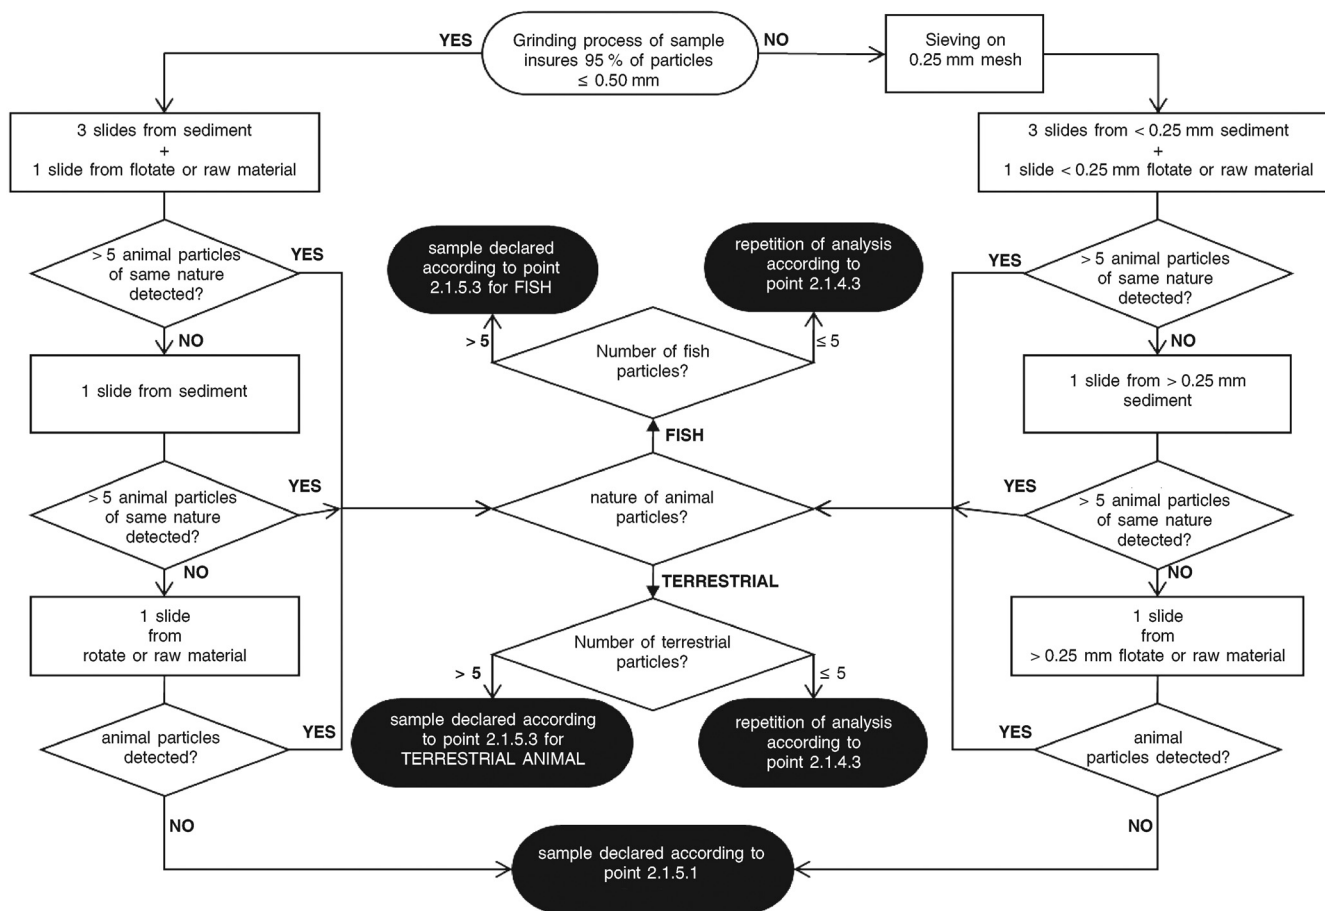 YES
Grinding process of sample
insures 95 % of particles
≤ 0.50 mm
NO
Sieving on
0.25 mm mesh
3 slides from sediment
+
1 slide from flotate or raw material
3 slides from < 0.25 mm sediment
+
1 slide < 0.25 mm flotate or raw material
> 5 animal particles
of same nature
detected?
YES
NO
sample declared
according to point
2.1.5.3 for FISH
repetition of analysis
according to
point 2.1.4.3
YES
> 5 animal particles
of same nature
detected?
NO
> 5
Number of fish
particles?
≤ 5
FISH
1 slide from sediment
1 slide from > 0.25 mm
sediment
> 5 animal particles
of same nature
detected?
YES
NO
nature of animal
particles?
YES
> 5 animal particles
of same nature
detected?
NO
TERRESTRIAL
1 slide
from
rotate or raw material
Number of terrestrial
particles?
> 5
≤ 5
1 slide
from
> 0.25 mm flotate or raw material
animal particles
detected?
YES
NO
sample declared according
to point 2.1.5.3 for
TERRESTRIAL ANIMAL
repetition of analysis
according to
point 2.1.4.3
YES
animal
particles detected?
NO
sample declared according to
point 2.1.5.1